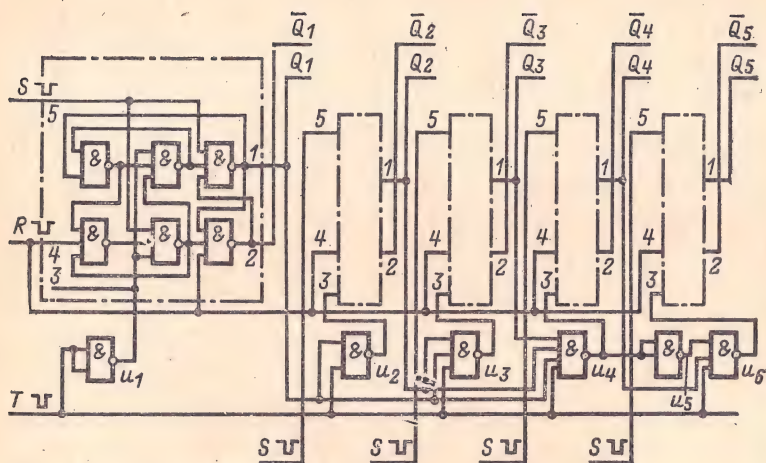 Q̄1 Q̄2 Q̄3 Q̄4 Q̄5
Q1 Q2 Q3 Q4 Q5
S
5 5 5 5 5
& & & 1 1 1 1 1
R & & & 2 2 2 2 2
4 4 4 4 4
3 3 3 3 3
& u1 & u2 & u3 & u4 & u5 & u6
T
S S S S